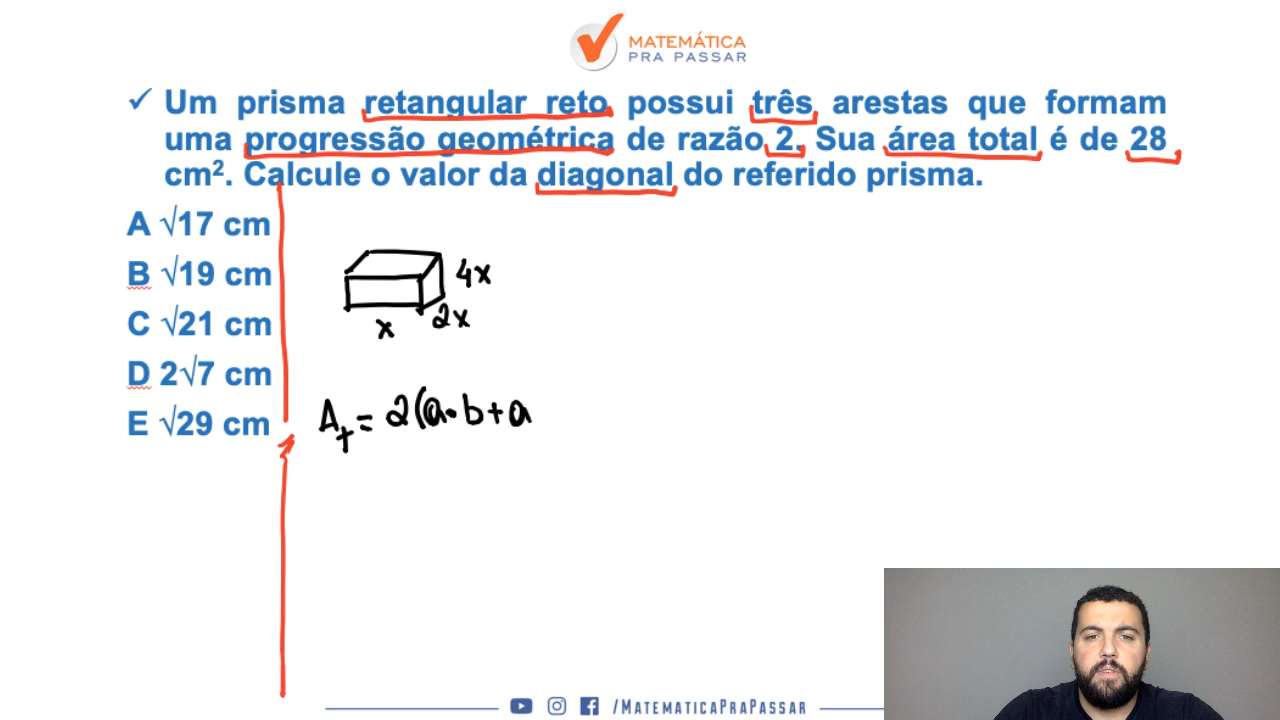 MATEMÁTICA
PRA PASSAR
✓ Um prisma retangular reto possui três arestas que formam
uma progressão geométrica de razão 2. Sua área total é de 28
cm². Calcule o valor da diagonal do referido prisma.
A √17 cm
B √19 cm
C √21 cm
D 2√7 cm
E √29 cm
4x
2x
x
A_T = 2(a·b+a
/MATEMATICAPRAPASSAR